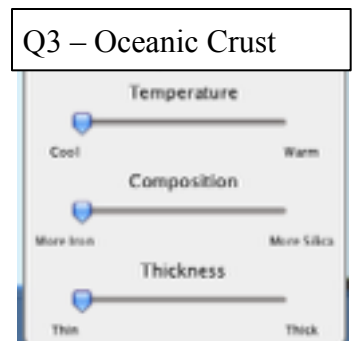 Q3 – Oceanic Crust
Temperature
Cool Warm
Composition
More Iron More Silica
Thickness
Thin Thick